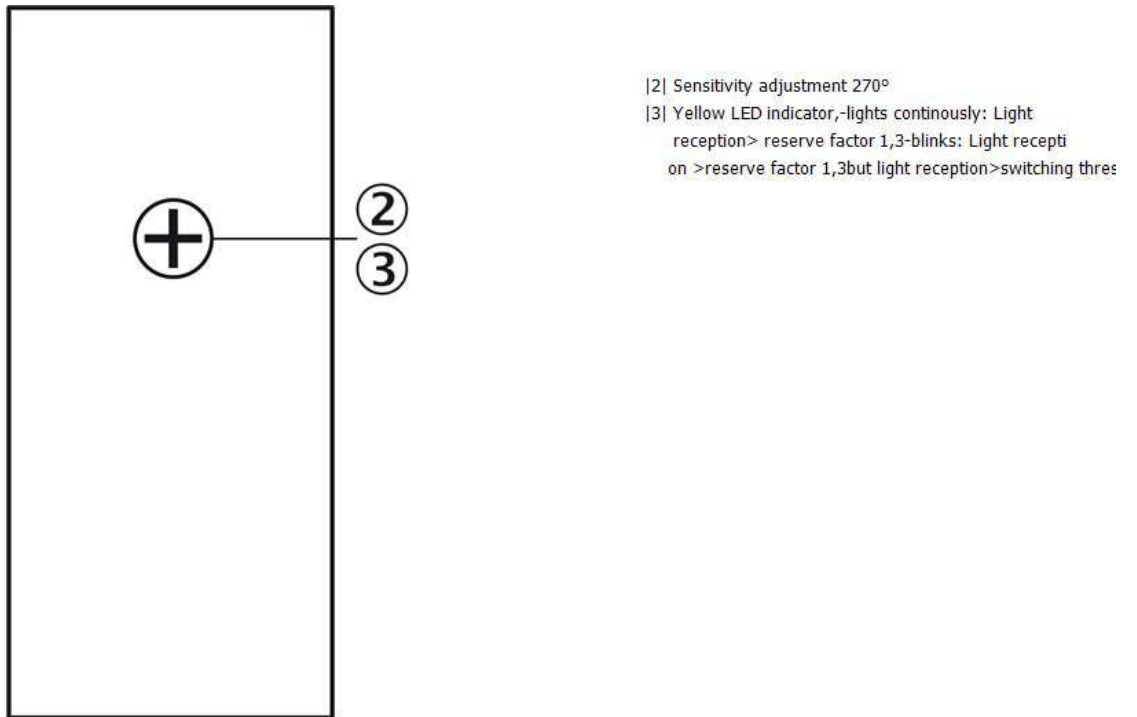 |2| Sensitivity adjustment 270°
|3| Yellow LED indicator,-lights continously: Light
reception> reserve factor 1,3-blinks: Light recepti
on >reserve factor 1,3but light reception>switching thres
②
③